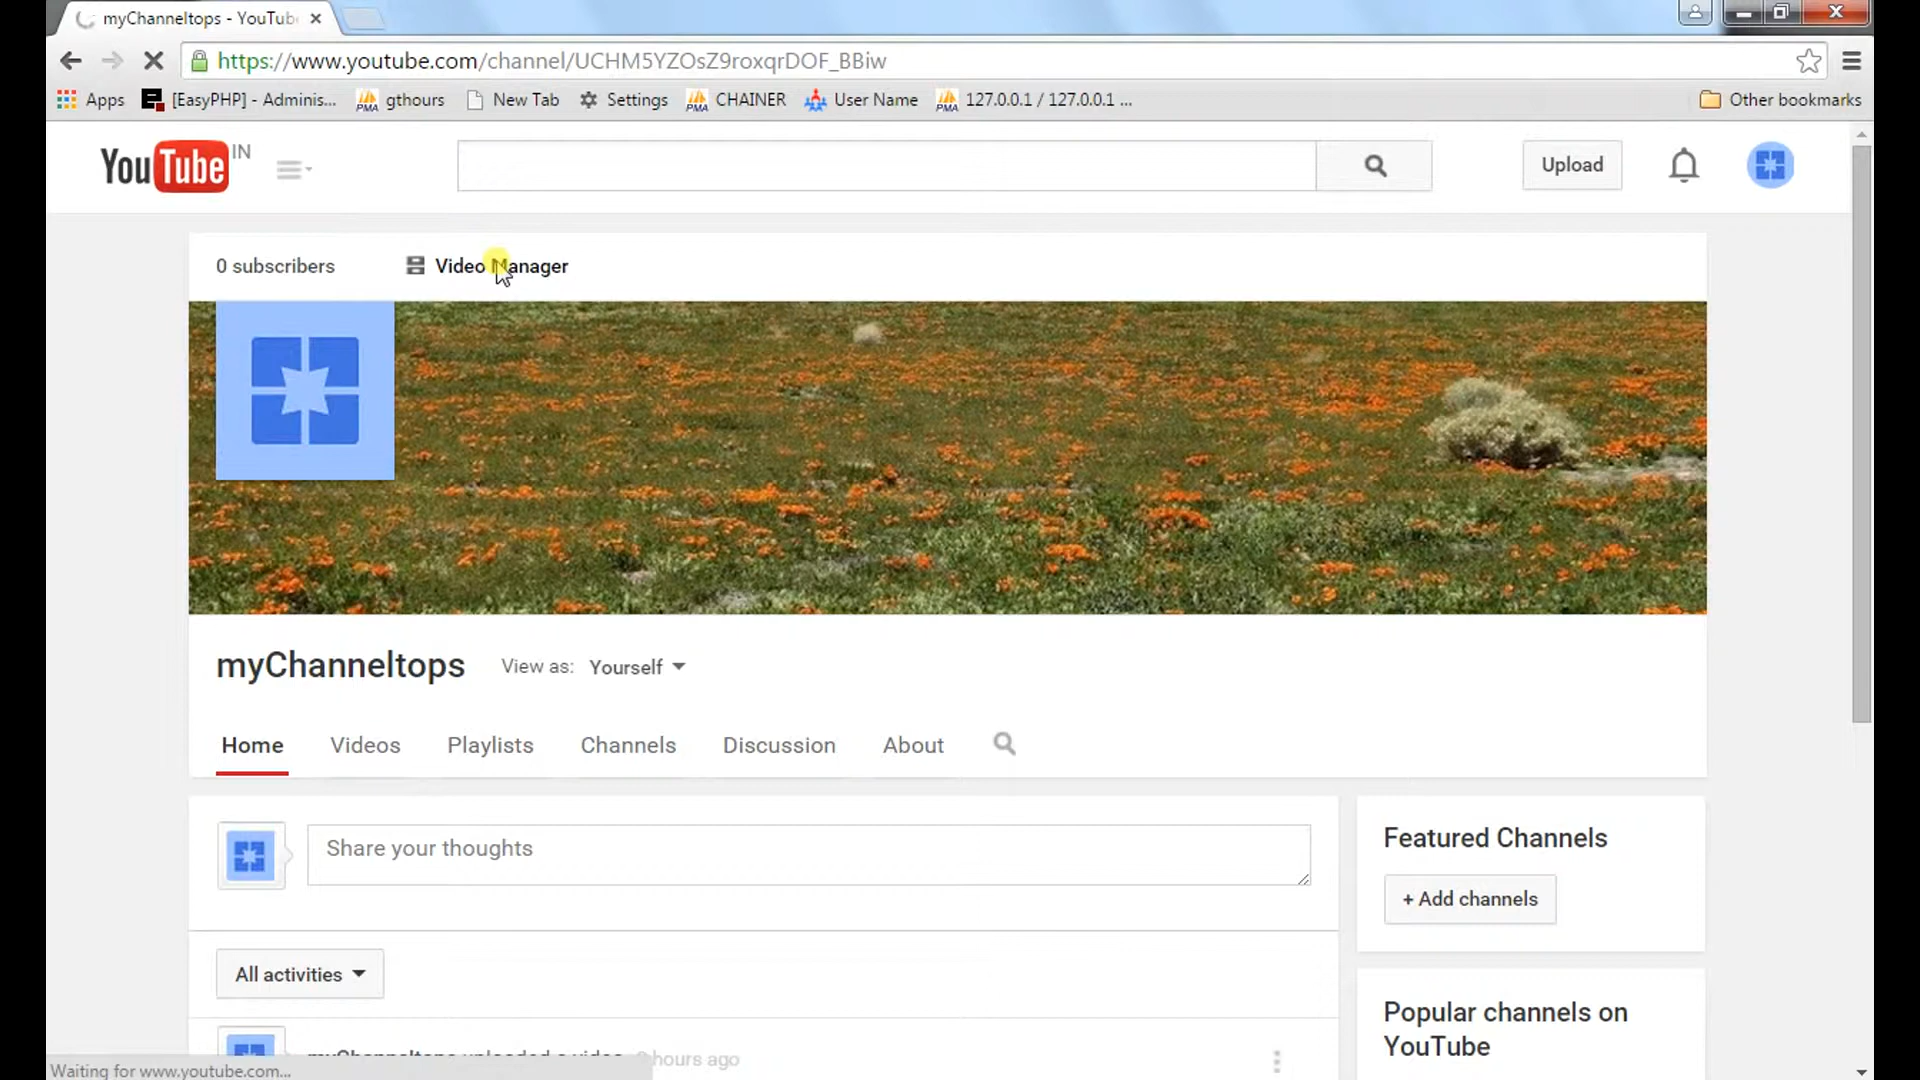 myChanneltops - YouTub
https://www.youtube.com/channel/UCHM5YZOsZ9roxqrDOF_BBiw
Apps [EasyPHP] - Adminis... gthours New Tab Settings CHAINER User Name 127.0.0.1 / 127.0.0.1 ... Other bookmarks
YouTube IN
Upload
0 subscribers Video Manager
myChanneltops View as: Yourself
Home Videos Playlists Channels Discussion About
Share your thoughts
Featured Channels
+ Add channels
All activities
Popular channels on
YouTube
myChanneltops uploaded a video hours ago
Waiting for www.youtube.com...